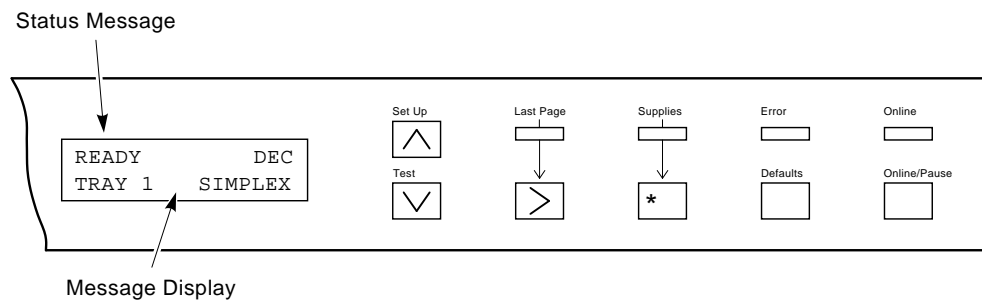 Status Message
Set Up
Last Page
Supplies
Error
Online
READY DEC
TRAY 1 SIMPLEX
Test
Defaults
Online/Pause
*
Message Display